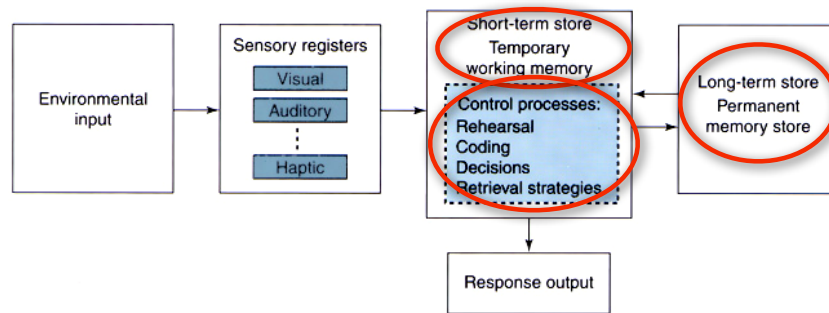 Environmental
input
Sensory registers
Visual
Auditory
Haptic
Short-term store
Temporary
working memory
Control processes:
Rehearsal
Coding
Decisions
Retrieval strategies
Long-term store
Permanent
memory store
Response output